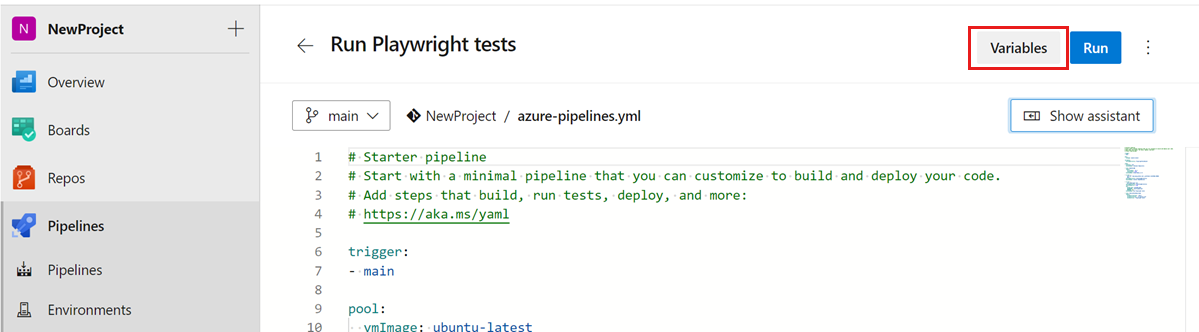 N NewProject +
Overview
Boards
Repos
Pipelines
Pipelines
Environments
← Run Playwright tests
Variables
Run
main
NewProject / azure-pipelines.yml
Show assistant
1 # Starter pipeline
2 # Start with a minimal pipeline that you can customize to build and deploy your code.
3 # Add steps that build, run tests, deploy, and more:
4 # https://aka.ms/yaml
5
6 trigger:
7 - main
8
9 pool:
10 vmImage: ubuntu-latest